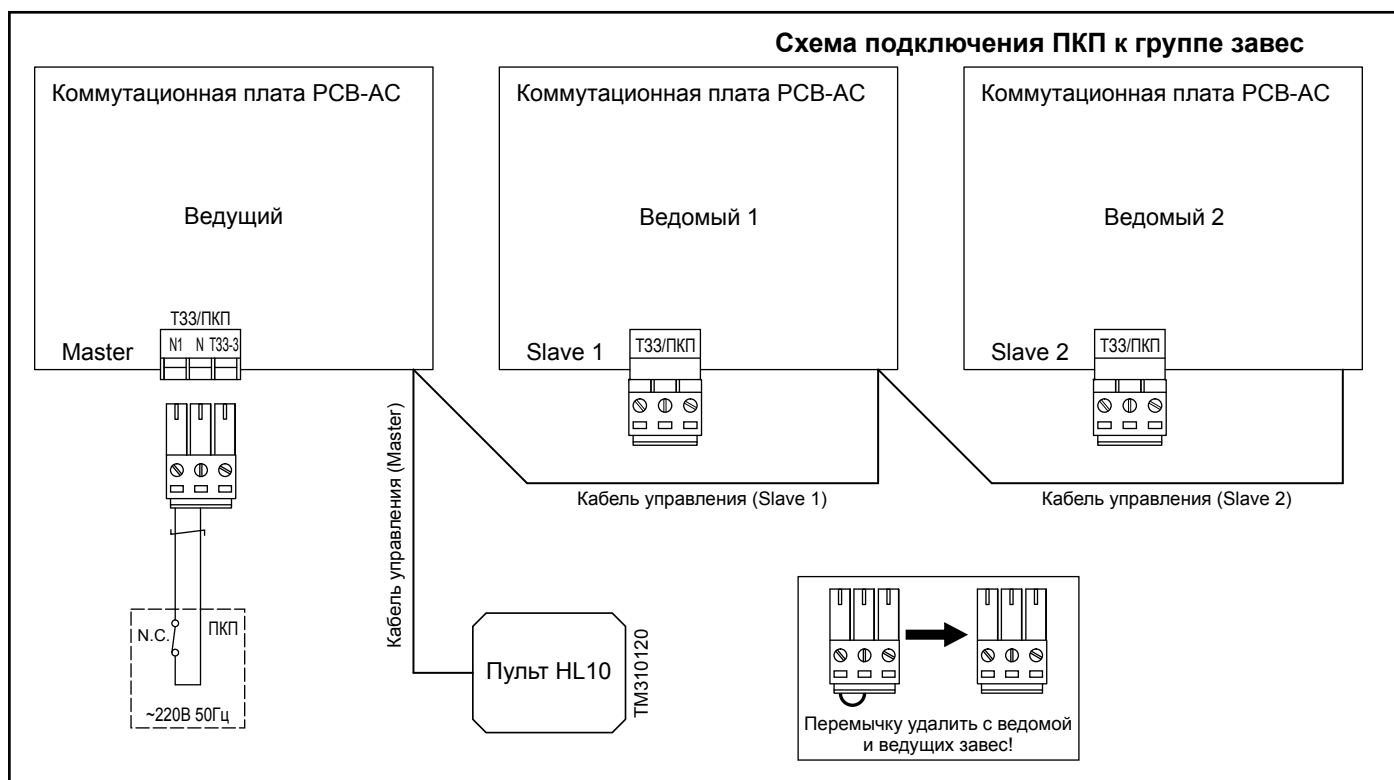 Схема подключения ПКП к группе завес
Коммутационная плата PCB-AC
Ведущий
ТЗЗ/ПКП
N1 N ТЗЗ-3
Master
Коммутационная плата PCB-AC
Ведомый 1
Slave 1
ТЗЗ/ПКП
Коммутационная плата PCB-AC
Ведомый 2
Slave 2
ТЗЗ/ПКП
Кабель управления (Master)
Кабель управления (Slave 1)
Кабель управления (Slave 2)
N.C.
ПКП
~220В 50Гц
Пульт HL10
TM310120
Перемычку удалить с ведомой
и ведущих завес!